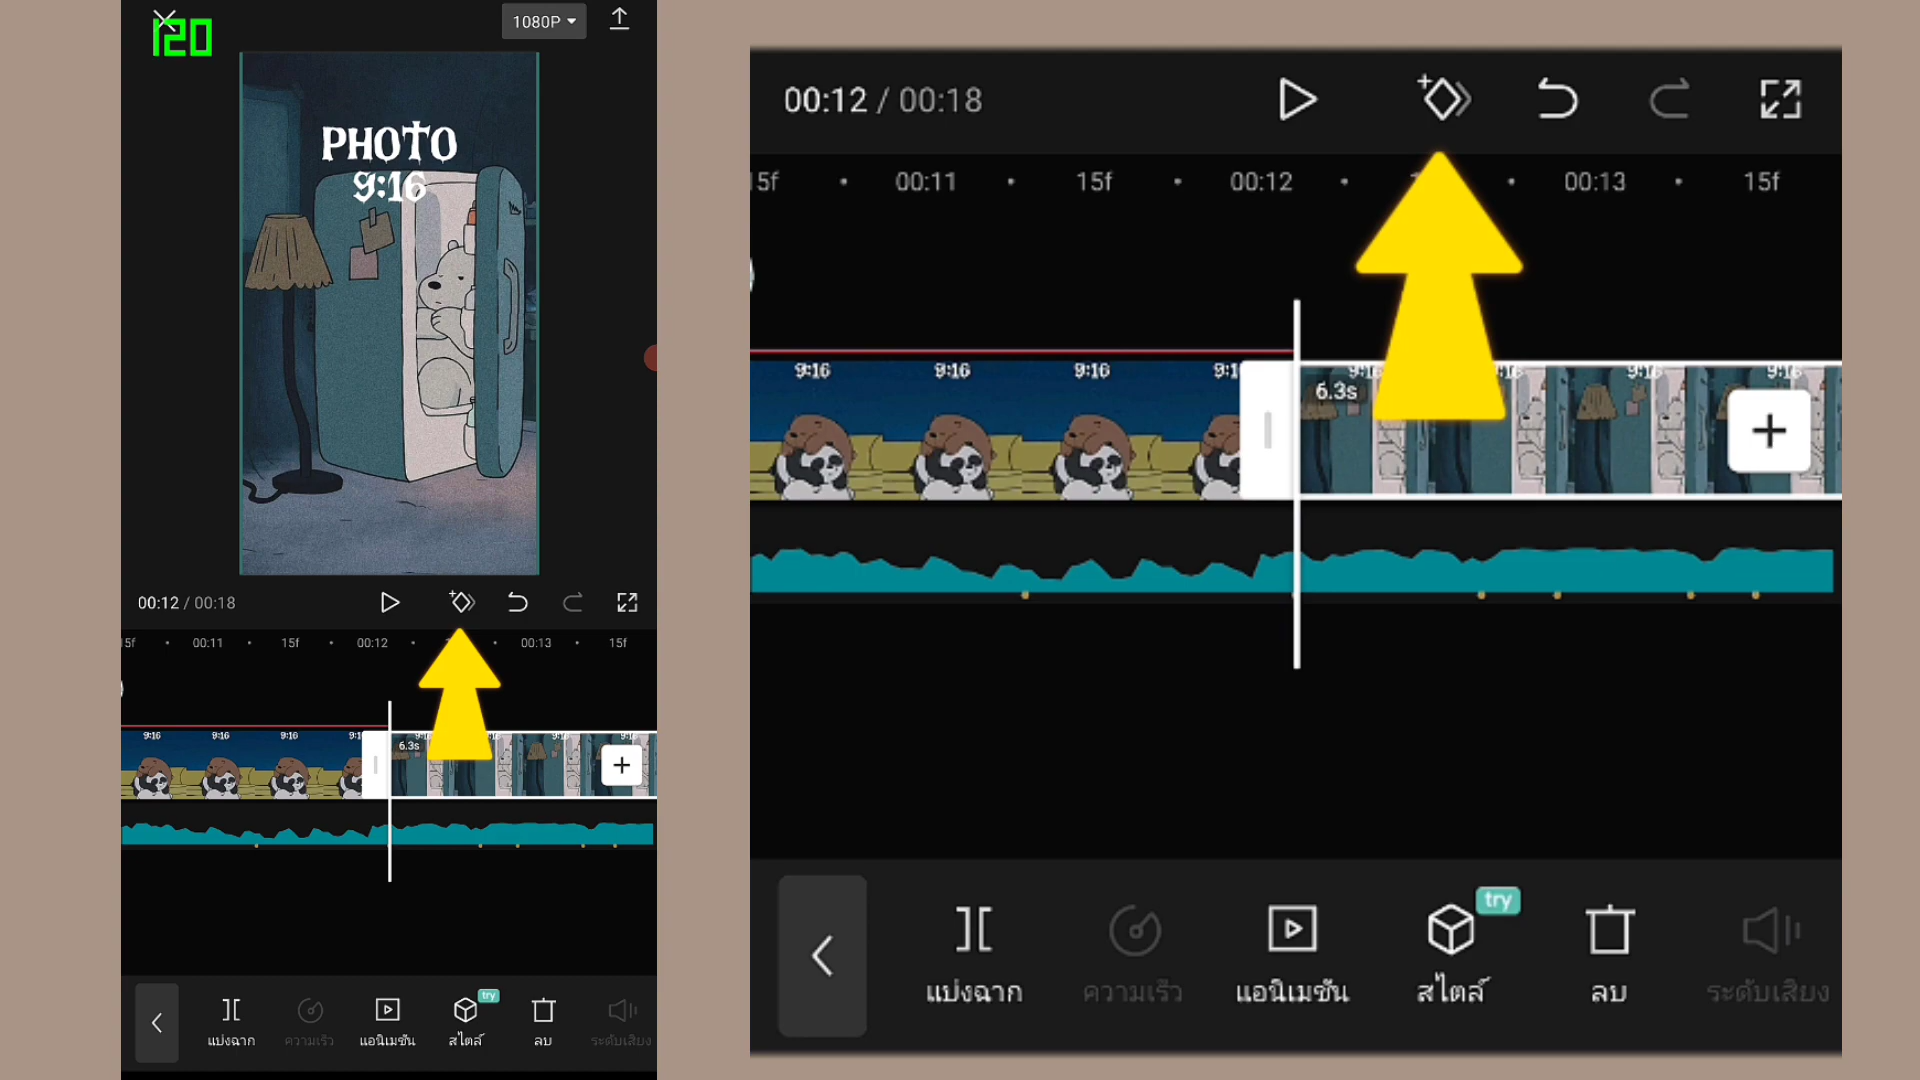 120
1080P
PHOTO
9:16
00:12 / 00:18
15f 00:11 15f 00:12 00:13 15f
9:16 9:16 9:16
6.3s
9:16
แบ่งฉาก ความเร็ว แอนิเมชัน สไตล์ ลบ ระดับเสียง
try
00:12 / 00:18
15f 00:11 15f 00:12 00:13 15f
9:16 9:16 9:16
6.3s
9:16 9:16
try
แบ่งฉาก ความเร็ว แอนิเมชัน สไตล์ ลบ ระดับเสียง